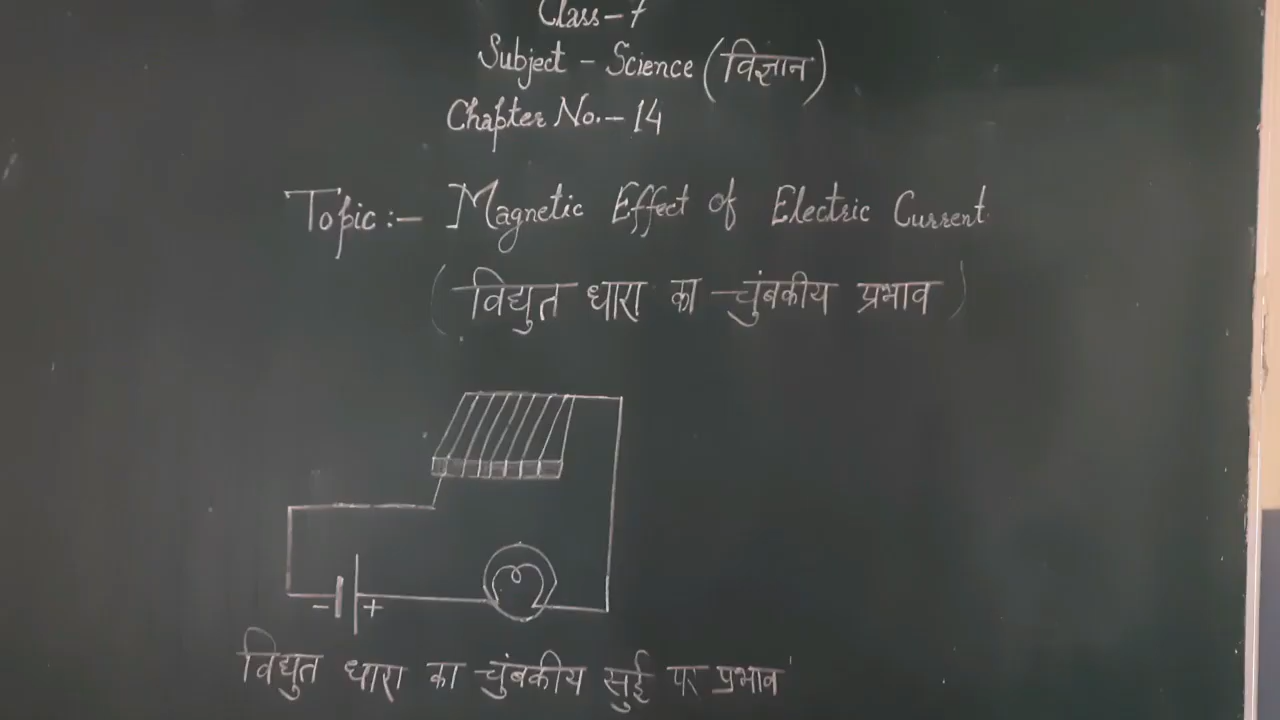 Class - 7
Subject - Science (विज्ञान)
Chapter No. - 14
Topic :- Magnetic Effect of Electric Current
(विद्युत धारा का चुंबकीय प्रभाव)
- +
विद्युत धारा का चुंबकीय सुई पर प्रभाव